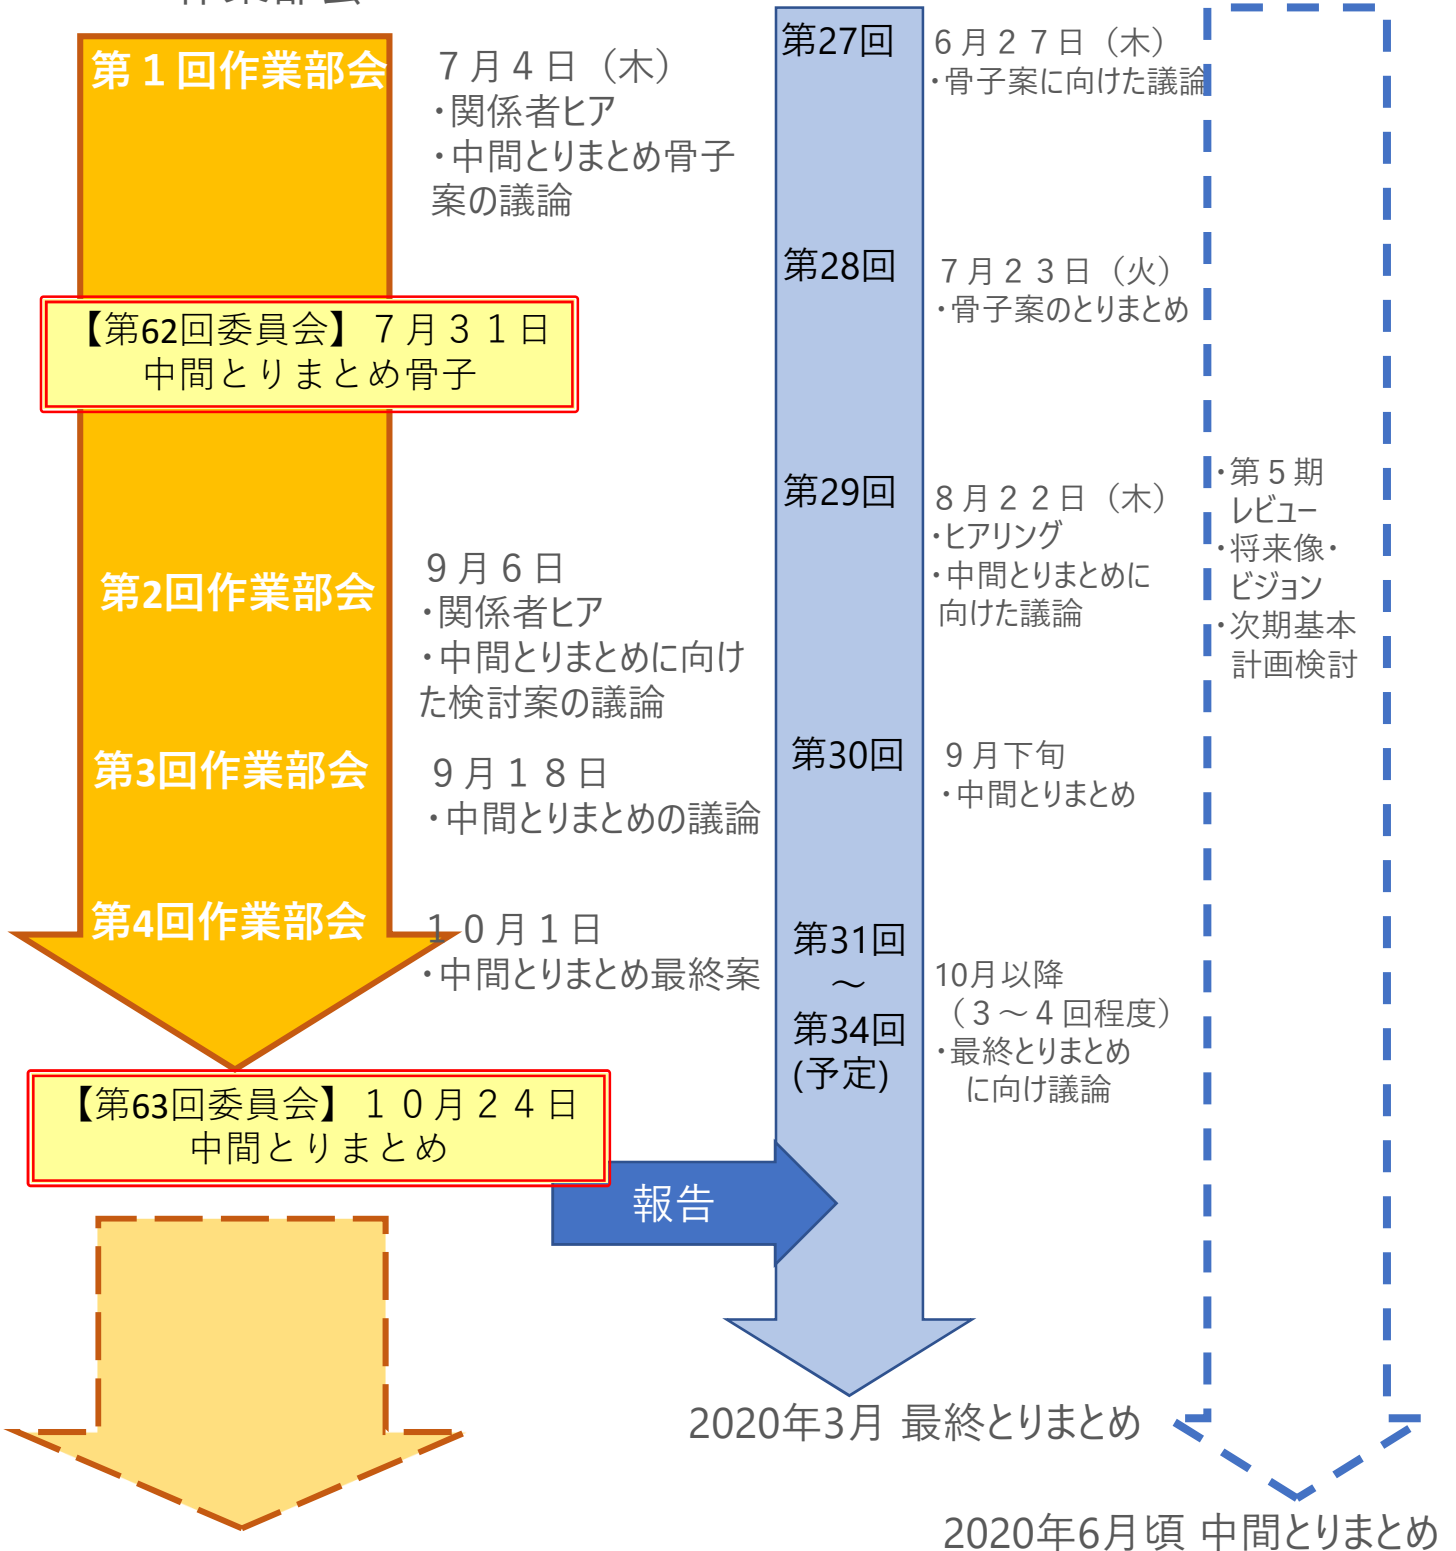 作業部会
第１回作業部会
７月４日（木）
・関係者ヒア
・中間とりまとめ骨子
案の議論
【第62回委員会】７月３１日
中間とりまとめ骨子
第2回作業部会
９月６日
・関係者ヒア
・中間とりまとめに向け
た検討案の議論
第3回作業部会
９月１８日
・中間とりまとめの議論
第4回作業部会
１０月１日
・中間とりまとめ最終案
【第63回委員会】１０月２４日
中間とりまとめ
報告
第27回
６月２７日（木）
・骨子案に向けた議論
第28回
７月２３日（火）
・骨子案のとりまとめ
第29回
８月２２日（木）
・ヒアリング
・中間とりまとめに
向けた議論
第30回
９月下旬
・中間とりまとめ
第31回
～
第34回
(予定)
10月以降
（３～４回程度）
・最終とりまとめ
に向け議論
2020年3月 最終とりまとめ
・第５期
レビュー
・将来像・
ビジョン
・次期基本
計画検討
2020年6月頃 中間とりまとめ